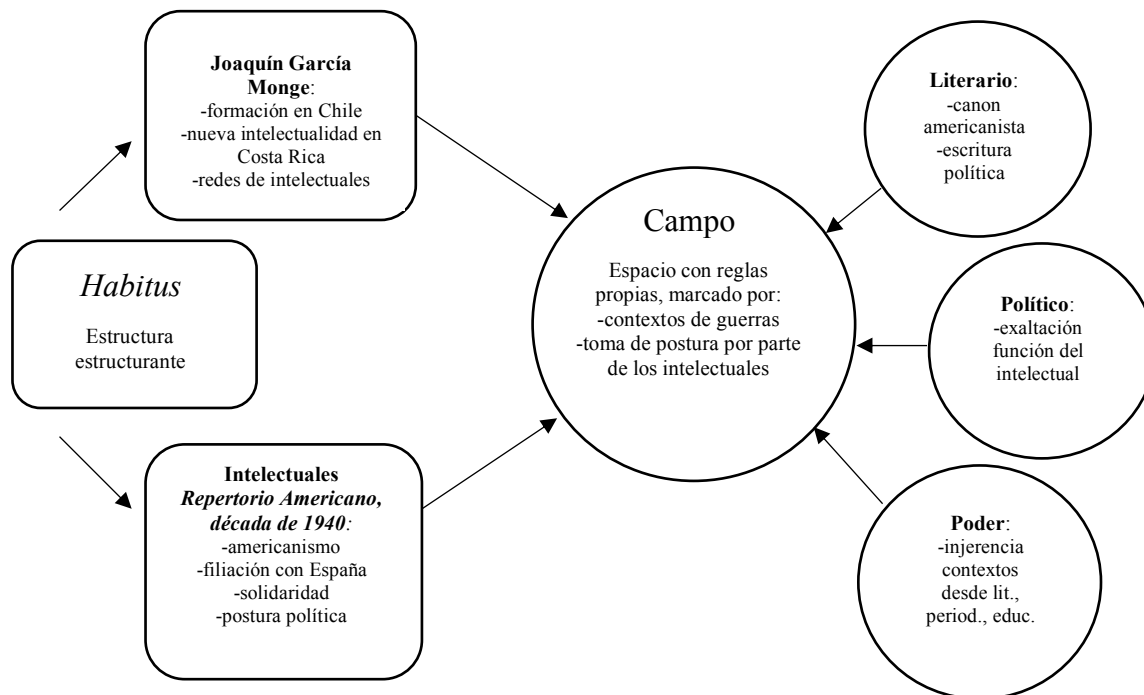 Joaquín García
Monge:
-formación en Chile
-nueva intelectualidad en
Costa Rica
-redes de intelectuales
Habitus
Estructura
estructurante
Intelectuales
Repertorio Americano,
década de 1940:
-americanismo
-filiación con España
-solidaridad
-postura política
Campo
Espacio con reglas
propias, marcado por:
-contextos de guerras
-toma de postura por parte
de los intelectuales
Literario:
-canon
americanista
-escritura
política
Político:
-exaltación
función del
intelectual
Poder:
-injerencia
contextos
desde lit.,
period., educ.